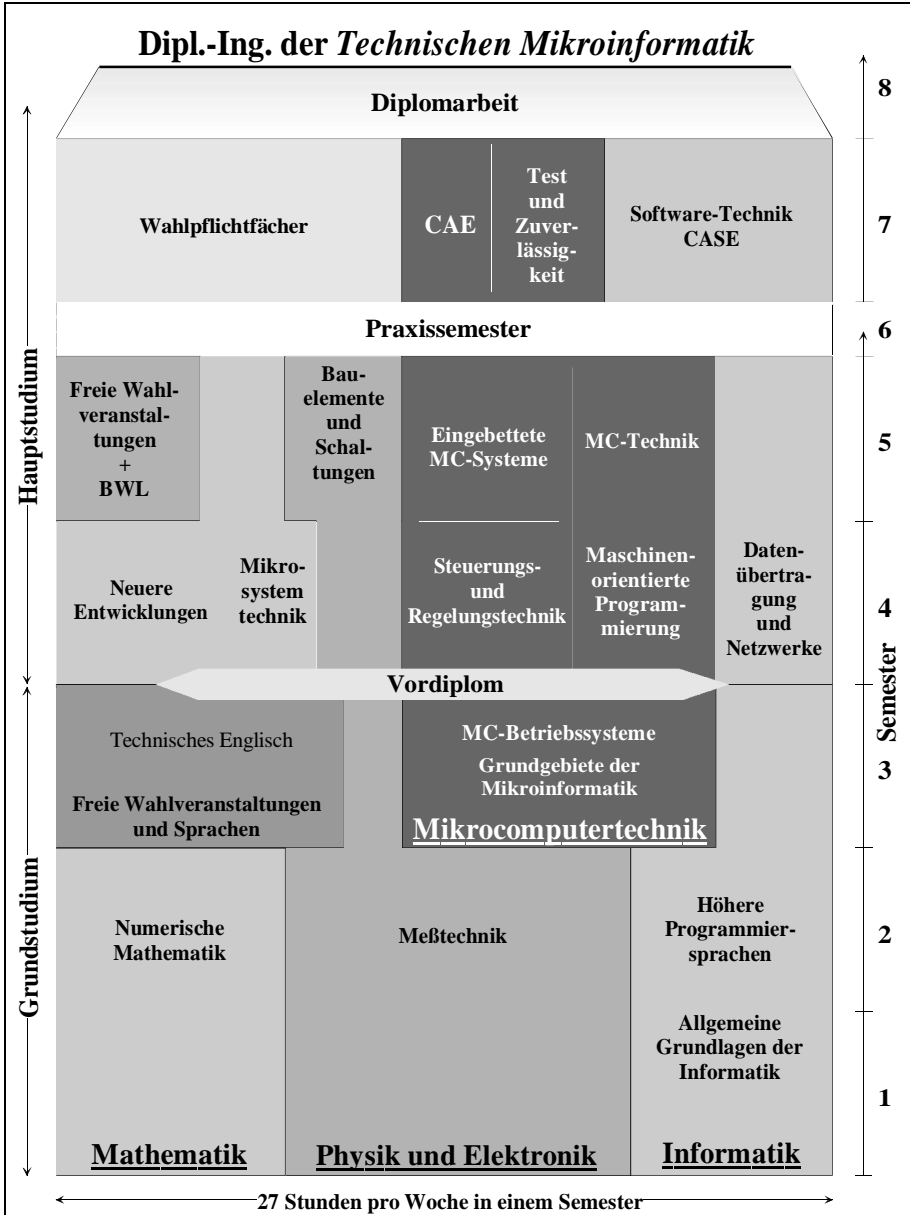 Dipl.-Ing. der Technischen Mikroinformatik
Diplomarbeit
8
Wahlpflichtfächer
CAE
Test
und
Zuver-
lässig-
keit
Software-Technik
CASE
7
Praxissemester
6
Hauptstudium
Freie Wahl-
veranstal-
tungen
+
BWL
Bau-
elemente
und
Schal-
tungen
Eingebettete
MC-Systeme
MC-Technik
5
Neuere
Entwicklungen
Mikro-
system
technik
Steuerungs-
und
Regelungstechnik
Maschinen-
orientierte
Program-
mierung
Daten-
übertra-
gung
und
Netzwerke
4
Semester
Vordiplom
Grundstudium
Technisches Englisch
Freie Wahlveranstaltungen
und Sprachen
MC-Betriebssysteme
Grundgebiete der
Mikroinformatik
Mikrocomputertechnik
3
Numerische
Mathematik
Meßtechnik
Höhere
Programmier-
sprachen
2
Allgemeine
Grundlagen der
Informatik
1
Mathematik
Physik und Elektronik
Informatik
27 Stunden pro Woche in einem Semester